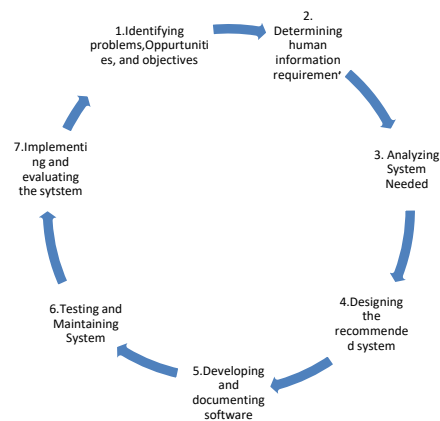 1.Identifying
problems,Oppurtuniti
es, and objectives
2.
Determining
human
information
requiremen'
3. Analyzing
System
Needed
4.Designing
the
recommende
d system
5.Developing
and
documenting
software
6.Testing and
Maintaining
System
7.Implementi
ng and
evaluating
the sytstem